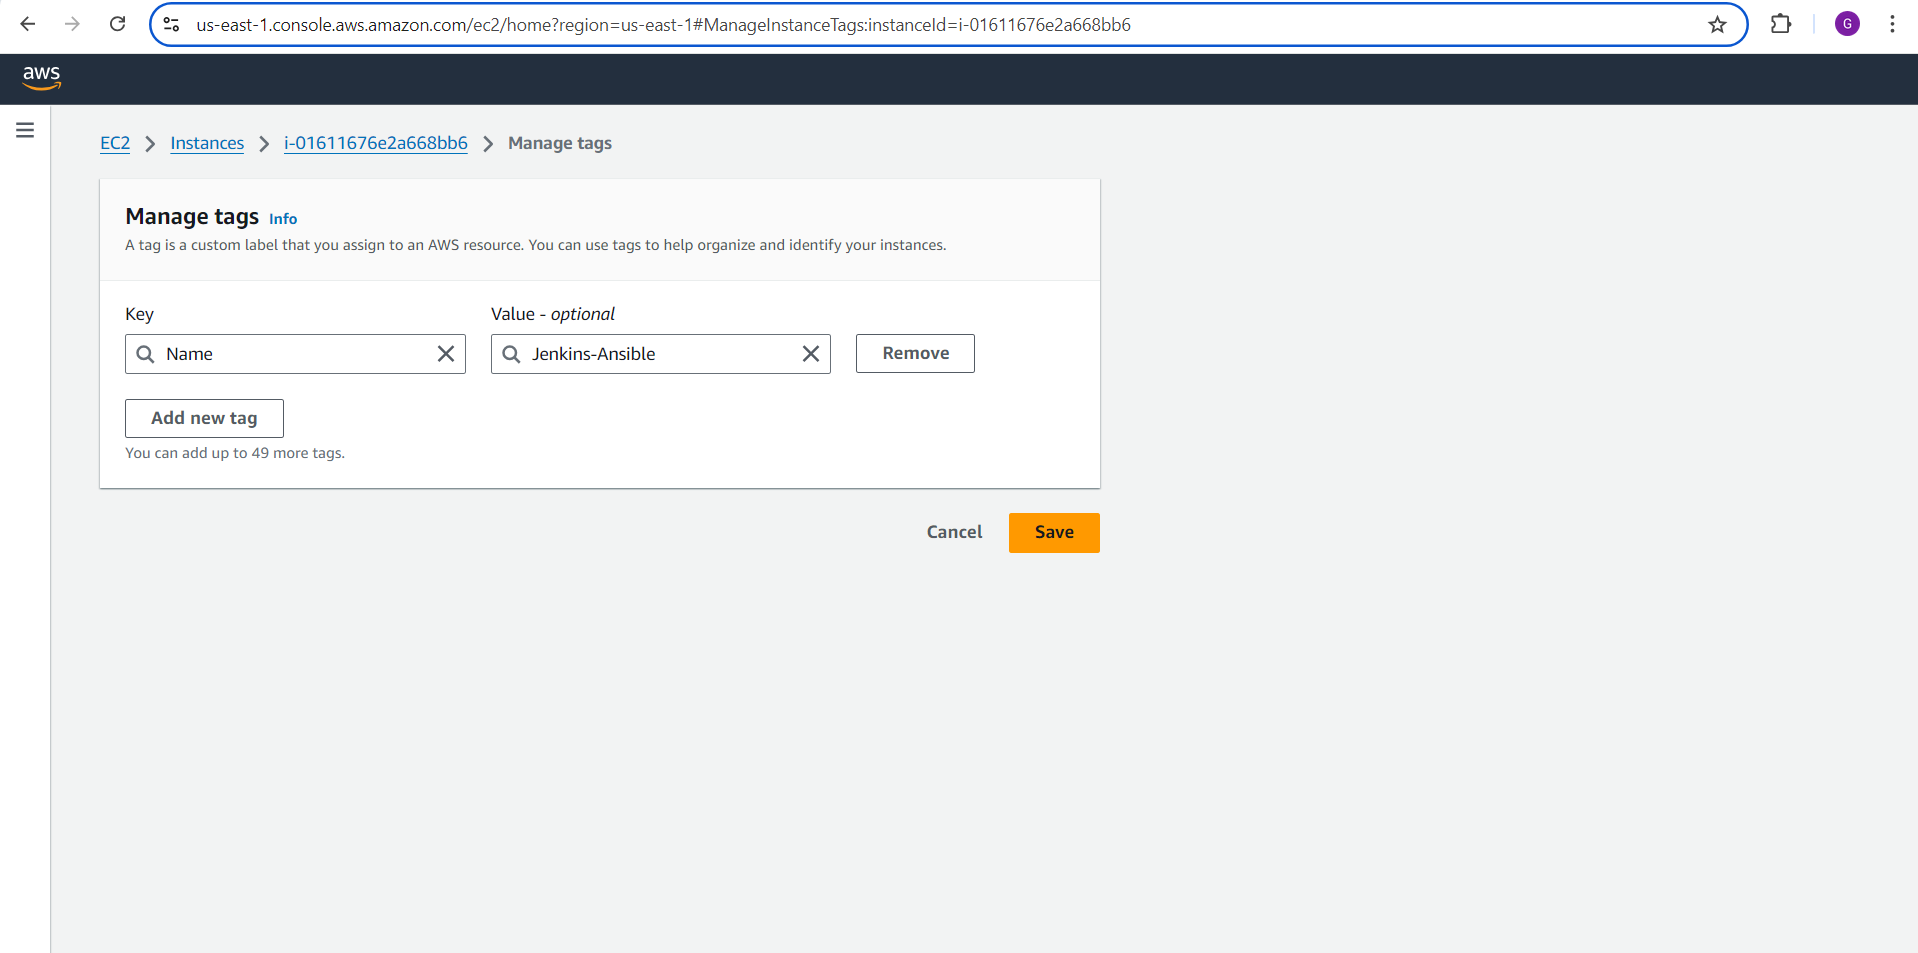 us-east-1.console.aws.amazon.com/ec2/home?region=us-east-1#ManageInstanceTags:instanceId=i-01611676e2a668bb6
G
aws
EC2 Instances i-01611676e2a668bb6 Manage tags
Manage tags Info
A tag is a custom label that you assign to an AWS resource. You can use tags to help organize and identify your instances.
Key Value - optional
Name Jenkins-Ansible Remove
Add new tag
You can add up to 49 more tags.
Cancel Save